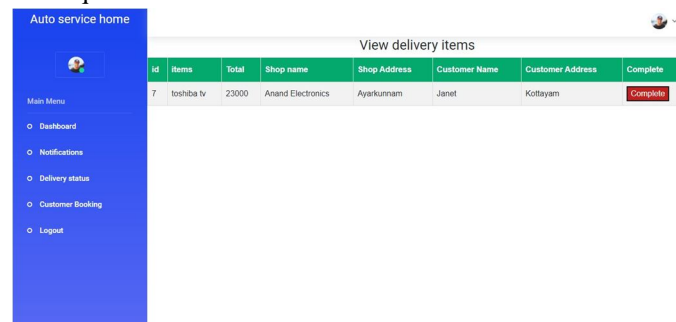 Auto service home
View delivery items
id items Total Shop name Shop Address Customer Name Customer Address Complete
7 toshiba tv 23000 Anand Electronics Ayarkunnam Janet Kottayam Complete
Main Menu
Dashboard
Notifications
Delivery status
Customer Booking
Logout